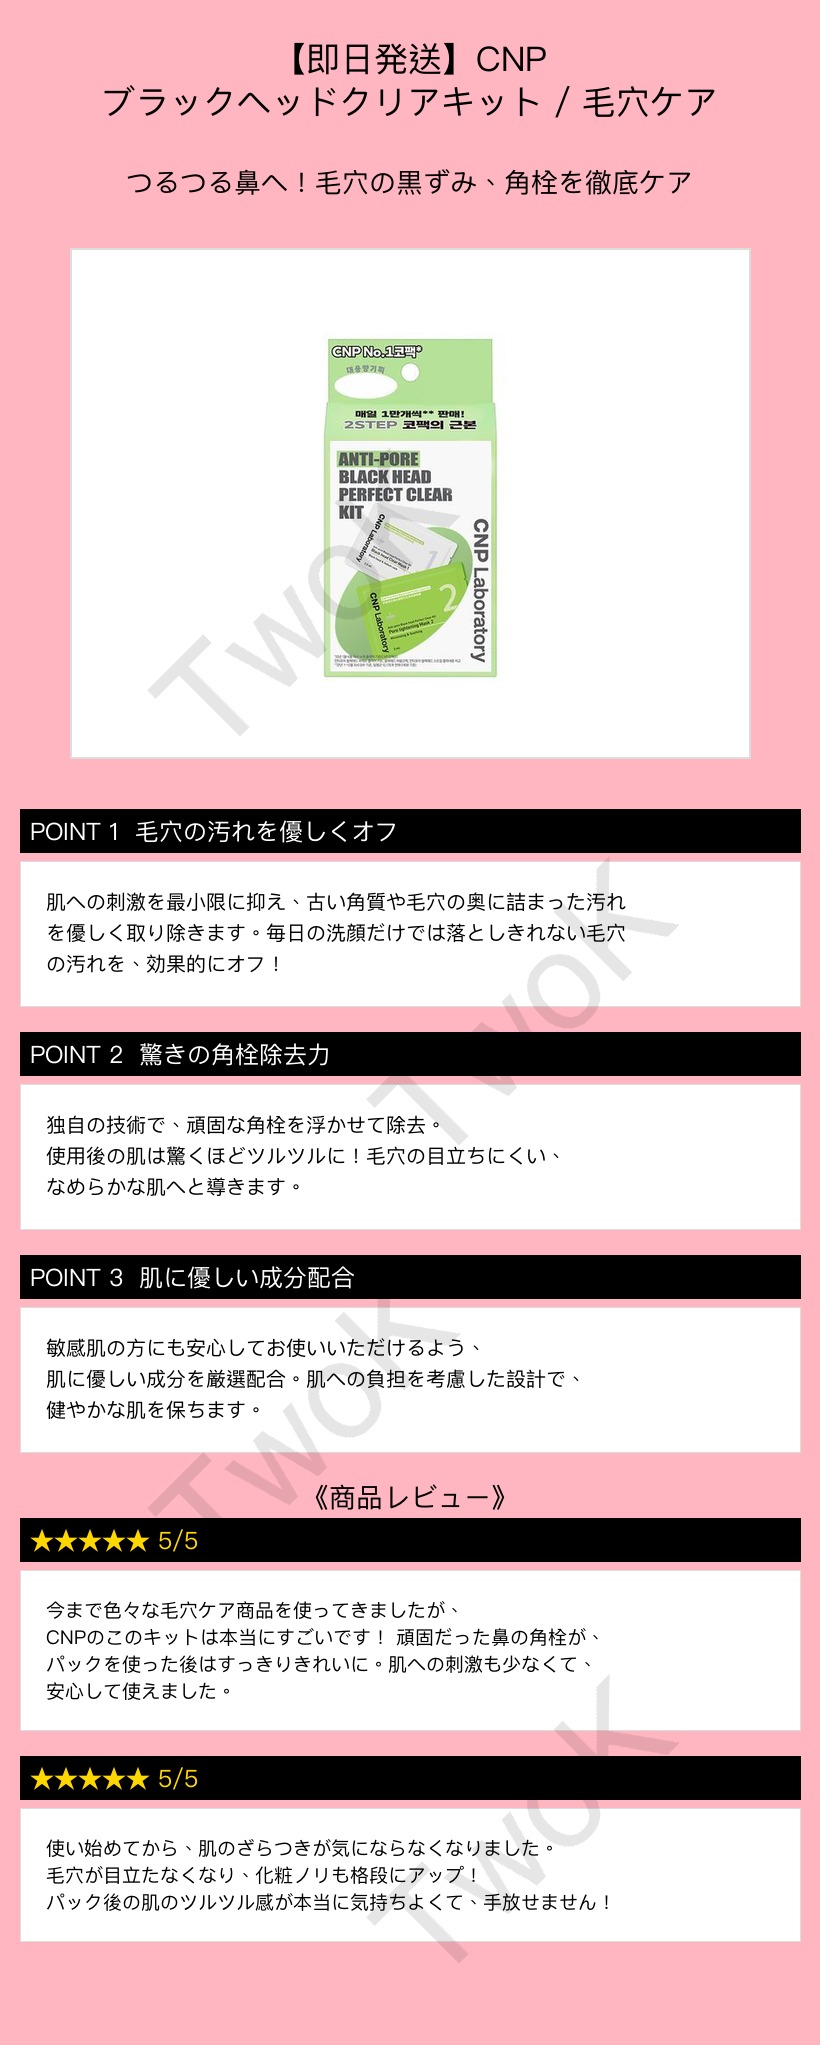 【即日発送】CNP
ブラックヘッドクリアキット / 毛穴ケア
つるつる鼻へ！毛穴の黒ずみ、角栓を徹底ケア
CNP No.1코팩*
대용량기획
매일 1만개씩** 판매!
2STEP 코팩의 근본
ANTI-PORE
BLACK HEAD
PERFECT CLEAR
KIT
CNP Laboratory
CNP Laboratory
1
CNP Laboratory
2
TwoK
POINT 1 毛穴の汚れを優しくオフ
肌への刺激を最小限に抑え、古い角質や毛穴の奥に詰まった汚れ
を優しく取り除きます。毎日の洗顔だけでは落としきれない毛穴
の汚れを、効果的にオフ！
TwoK
POINT 2 驚きの角栓除去力
独自の技術で、頑固な角栓を浮かせて除去。
使用後の肌は驚くほどツルツルに！毛穴の目立ちにくい、
なめらかな肌へと導きます。
POINT 3 肌に優しい成分配合
敏感肌の方にも安心してお使いいただけるよう、
肌に優しい成分を厳選配合。肌への負担を考慮した設計で、
健やかな肌を保ちます。
TwoK
《商品レビュー》
★★★★★ 5/5
今まで色々な毛穴ケア商品を使ってきましたが、
CNPのこのキットは本当にすごいです！ 頑固だった鼻の角栓が、
パックを使った後はすっきりきれいに。肌への刺激も少なくて、
安心して使えました。
★★★★★ 5/5
使い始めてから、肌のざらつきが気にならなくなりました。
毛穴が目立たなくなり、化粧ノリも格段にアップ！
パック後の肌のツルツル感が本当に気持ちよくて、手放せません！
TwoK